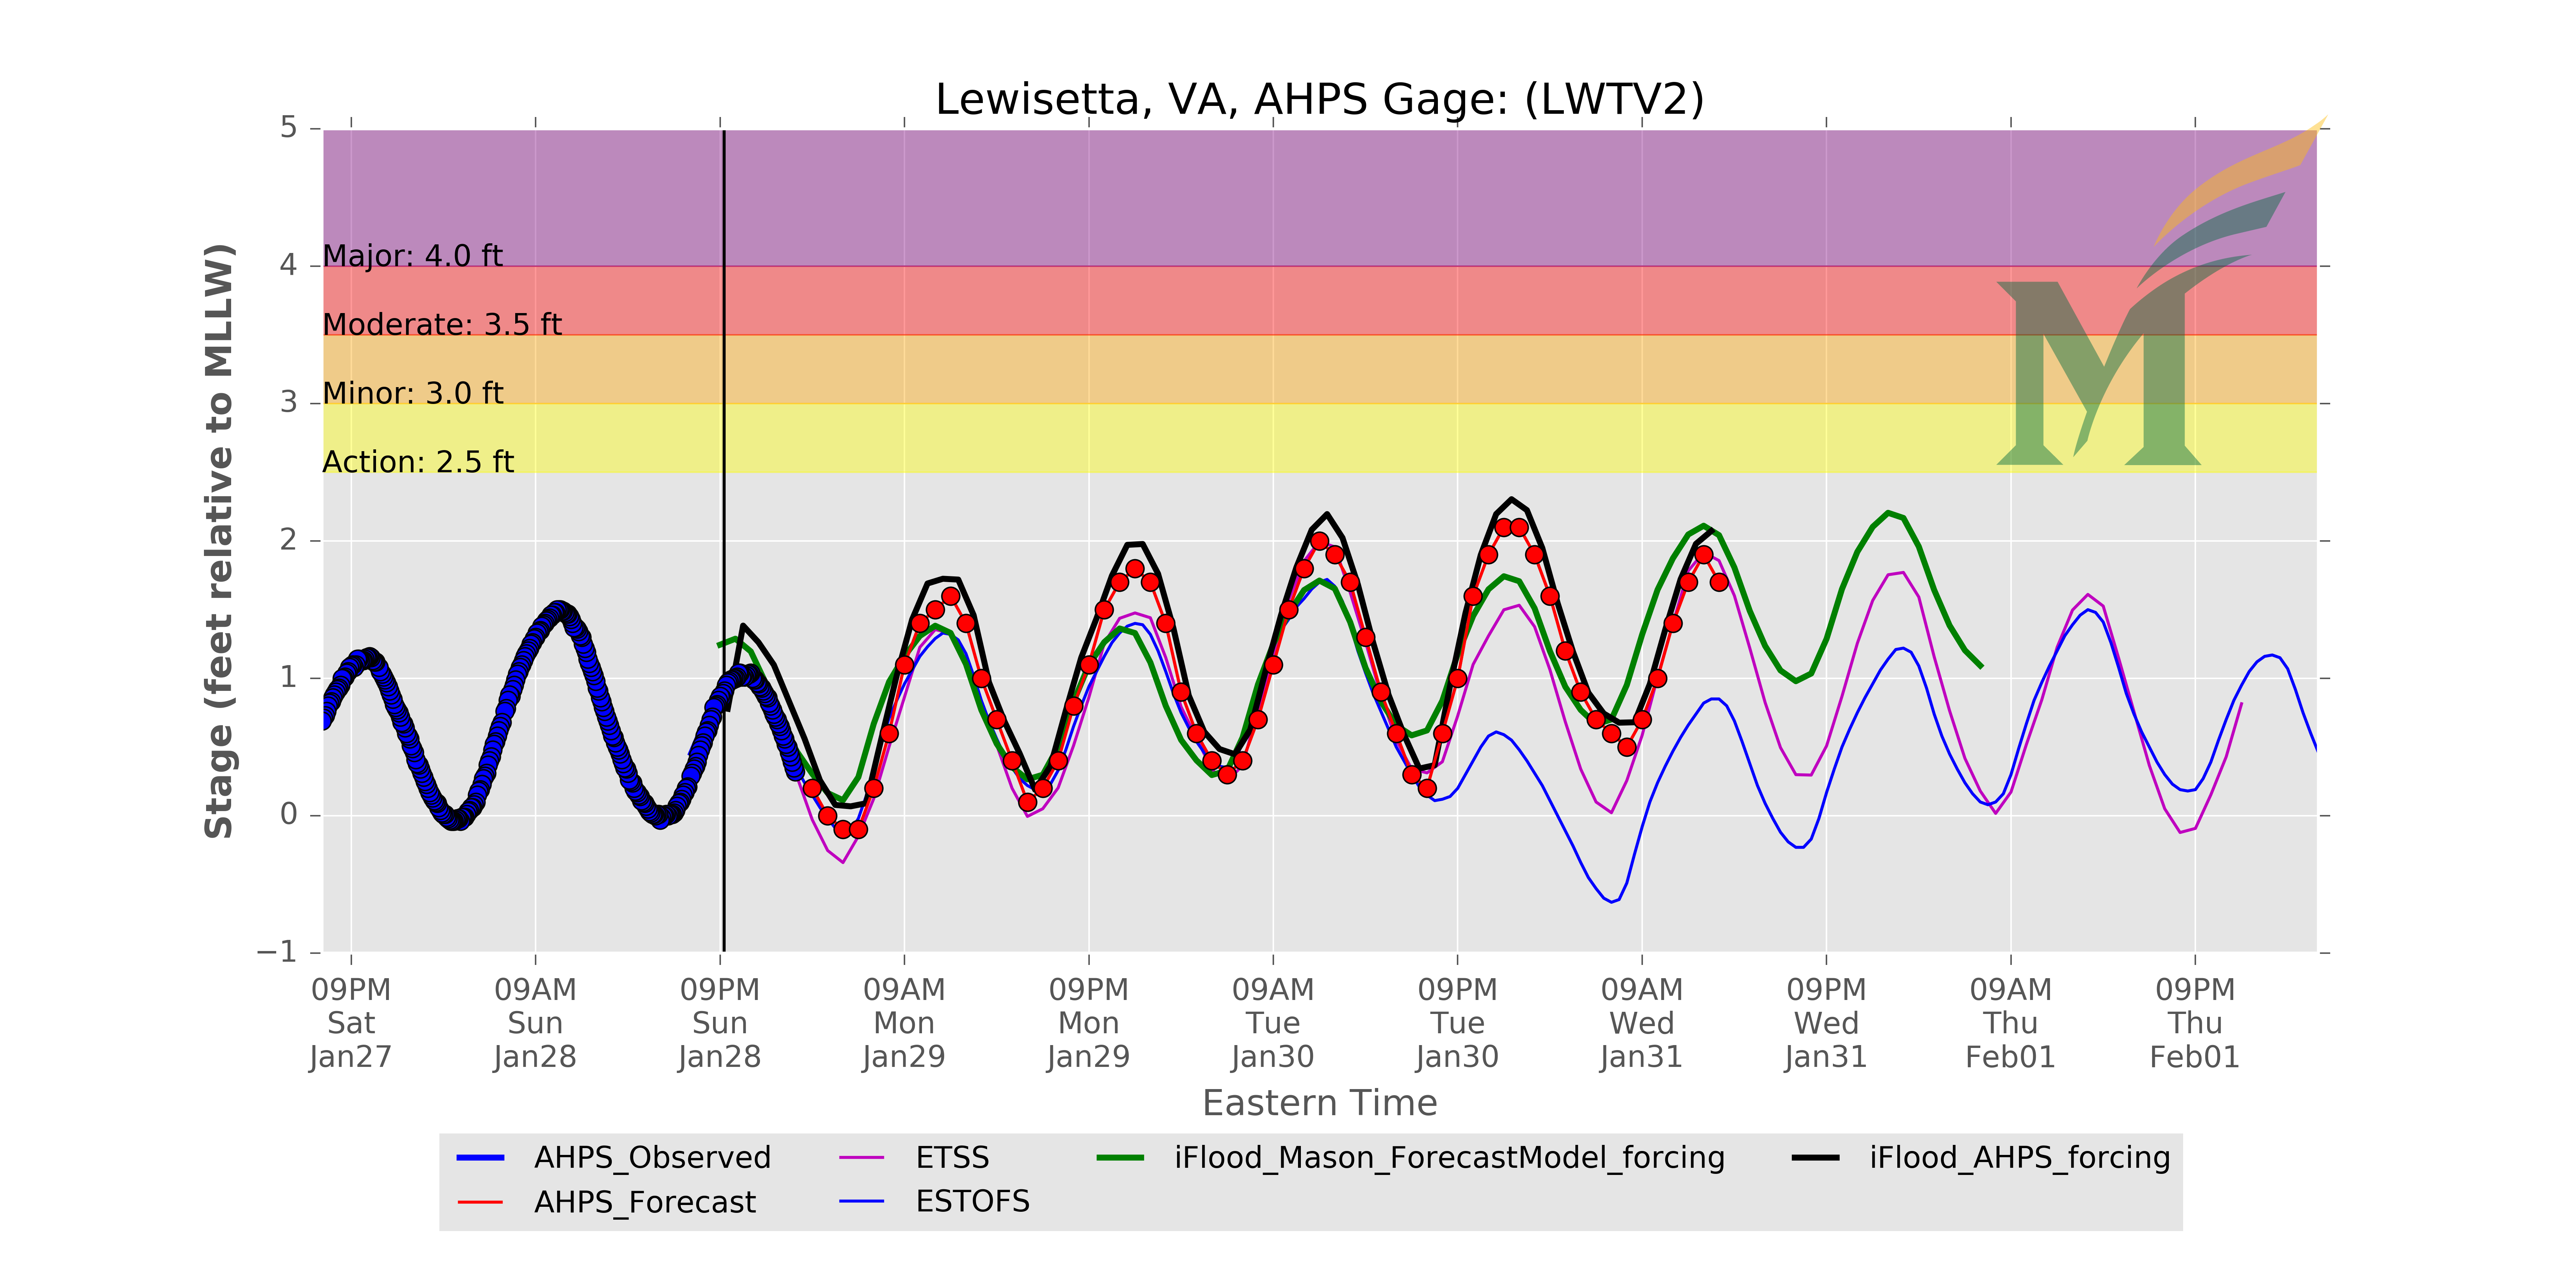 Lewisetta, VA, AHPS Gage: (LWTV2)
Stage (feet relative to MLLW)
5
4
3
2
1
0
−1
Major: 4.0 ft
Moderate: 3.5 ft
Minor: 3.0 ft
Action: 2.5 ft
M
09PM Sat Jan27
09AM Sun Jan28
09PM Sun Jan28
09AM Mon Jan29
09PM Mon Jan29
09AM Tue Jan30
09PM Tue Jan30
09AM Wed Jan31
09PM Wed Jan31
09AM Thu Feb01
09PM Thu Feb01
Eastern Time
AHPS_Observed
AHPS_Forecast
ETSS
ESTOFS
iFlood_Mason_ForecastModel_forcing
iFlood_AHPS_forcing